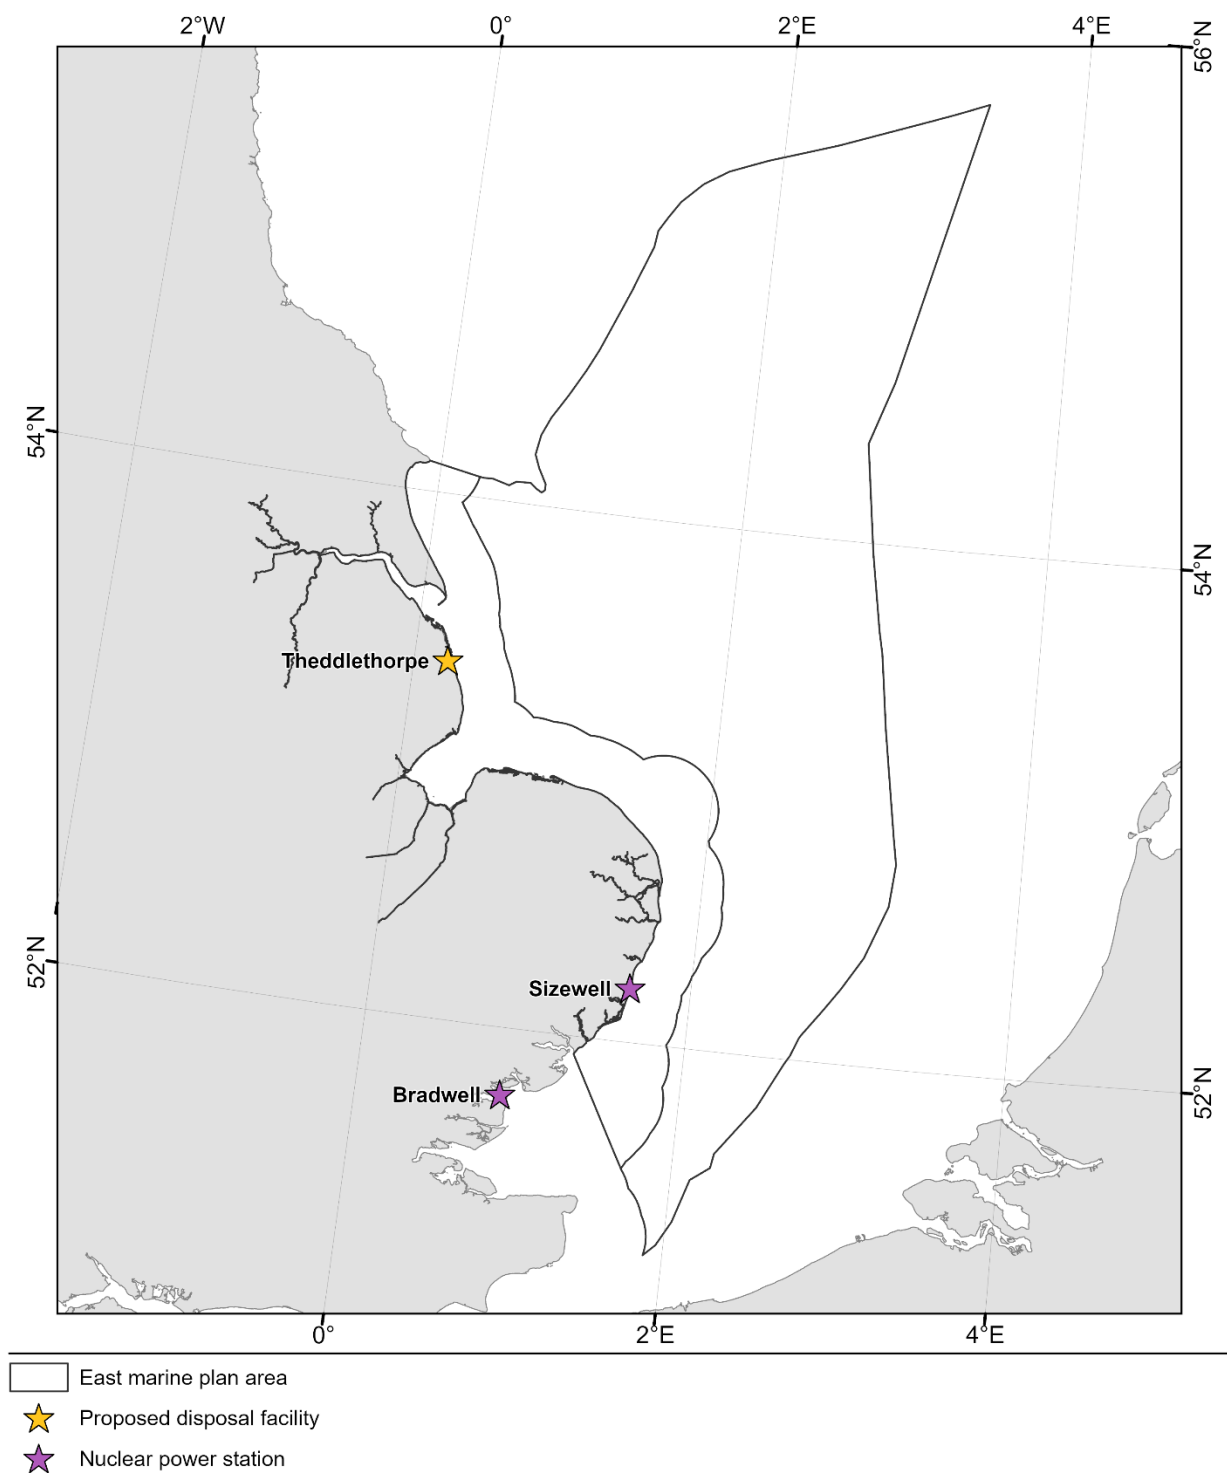 2°W 0° 2°E 4°E
56°N
54°N
54°N
Theddlethorpe
52°N
Sizewell
Bradwell
52°N
0° 2°E 4°E
East marine plan area
Proposed disposal facility
Nuclear power station